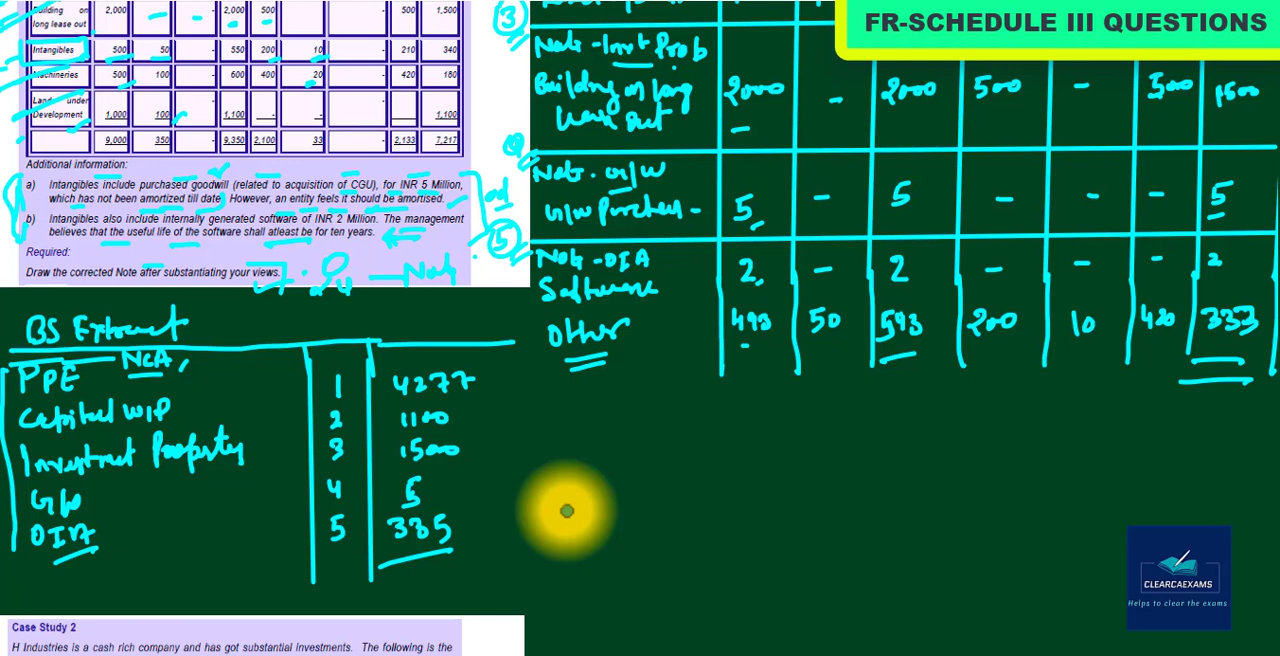 Building on 2,000 - - 2,000 500 - 500 1,500
long lease out
Intangibles 500 50 - 550 200 10 210 340
Machineries 500 100 - 600 400 20 - 420 180
Land under
Development 1,000 100 1,100 - - 1,100
9,000 350 9,350 2,100 33 - 2,133 7,217
Additional information:
a) Intangibles include purchased goodwill (related to acquisition of CGU), for INR 5 Million,
which has not been amortized till date. However, an entity feels it should be amortised.
b) Intangibles also include internally generated software of INR 2 Million. The management
believes that the useful life of the software shall atleast be for ten years.
Required:
Draw the corrected Note after substantiating your views.
BS Extract
NCA,
PPE 1 4277
Capital WIP 2 1100
Investment Property 3 1500
G/W 4 5
OIA 5 335
Case Study 2
H Industries is a cash rich company and has got substantial investments. The following is the
FR-SCHEDULE III QUESTIONS
3
Note - Invt Prob
Building on long 2000 - 2000 500 - 500 1500
lease out
Note - G/W
G/W Purchase - 5 - 5 - - - 5
5
Note - OIA
Software 2 - 2 - - - 2
Other 493 50 543 200 10 420 333
CLEARCAEXAMS
Helps to clear the exams